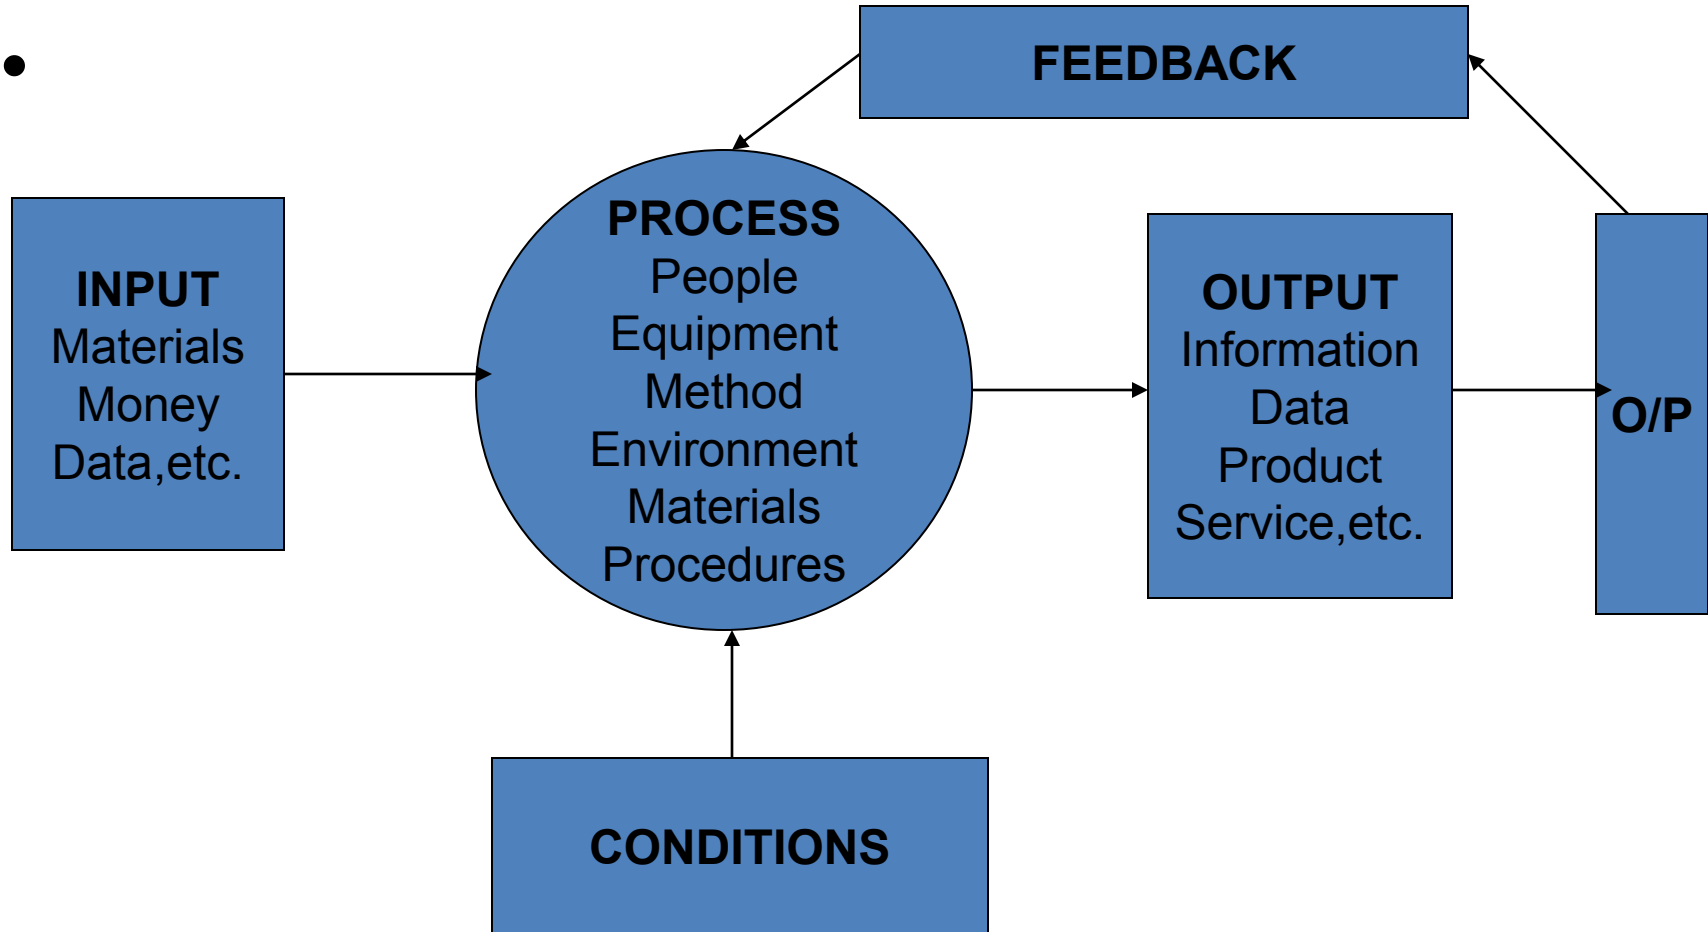 FEEDBACK
INPUT
Materials
Money
Data,etc.
PROCESS
People
Equipment
Method
Environment
Materials
Procedures
OUTPUT
Information
Data
Product
Service,etc.
O/P
CONDITIONS